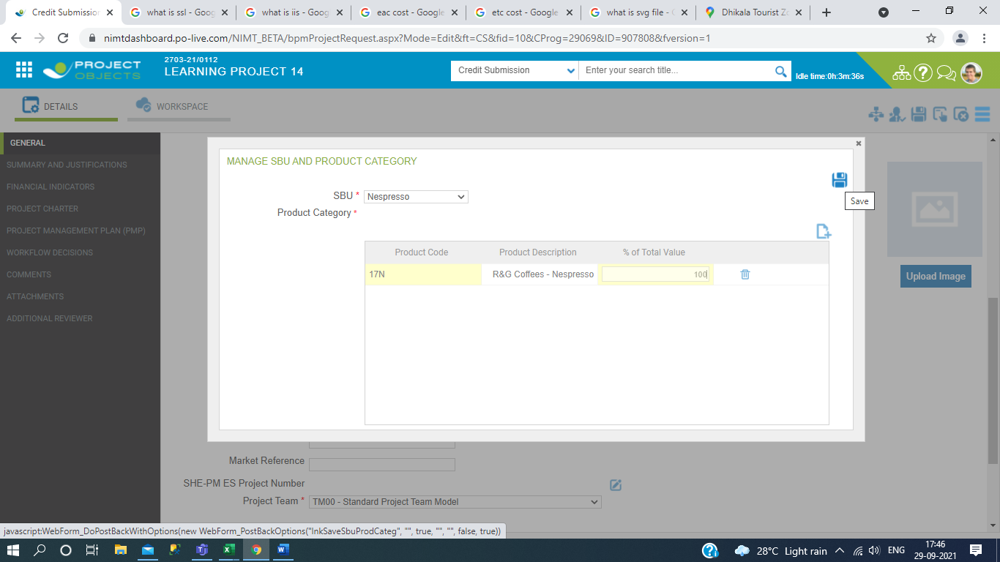 Credit Submission
what is ssl - Goog
what is iis - Goog
eac cost - Google
etc cost - Google
what is svg file - G
Dhikala Tourist Zo
nimtdashboard.po-live.com/NIMT_BETA/bpmProjectRequest.aspx?Mode=Edit&ft=CS&fid=10&CProg=29069&ID=907808&fversion=1
PROJECT
OBJECTS
2703-21/0112
LEARNING PROJECT 14
Credit Submission
Enter your search title...
Idle time:0h:3m:36s
DETAILS
WORKSPACE
GENERAL
SUMMARY AND JUSTIFICATIONS
FINANCIAL INDICATORS
PROJECT CHARTER
PROJECT MANAGEMENT PLAN (PMP)
WORKFLOW DECISIONS
COMMENTS
ATTACHMENTS
ADDITIONAL REVIEWER
MANAGE SBU AND PRODUCT CATEGORY
SBU * Nespresso
Save
Product Category *
Product Code Product Description % of Total Value
17N R&G Coffees - Nespresso 100
Upload Image
Market Reference
SHE-PM ES Project Number
Project Team * TM00 - Standard Project Team Model
javascript:WebForm_DoPostBackWithOptions(new WebForm_PostBackOptions("lnkSaveSbuProdCateg", "", true, "", "", false, true))
28°C Light rain
ENG
17:46
29-09-2021